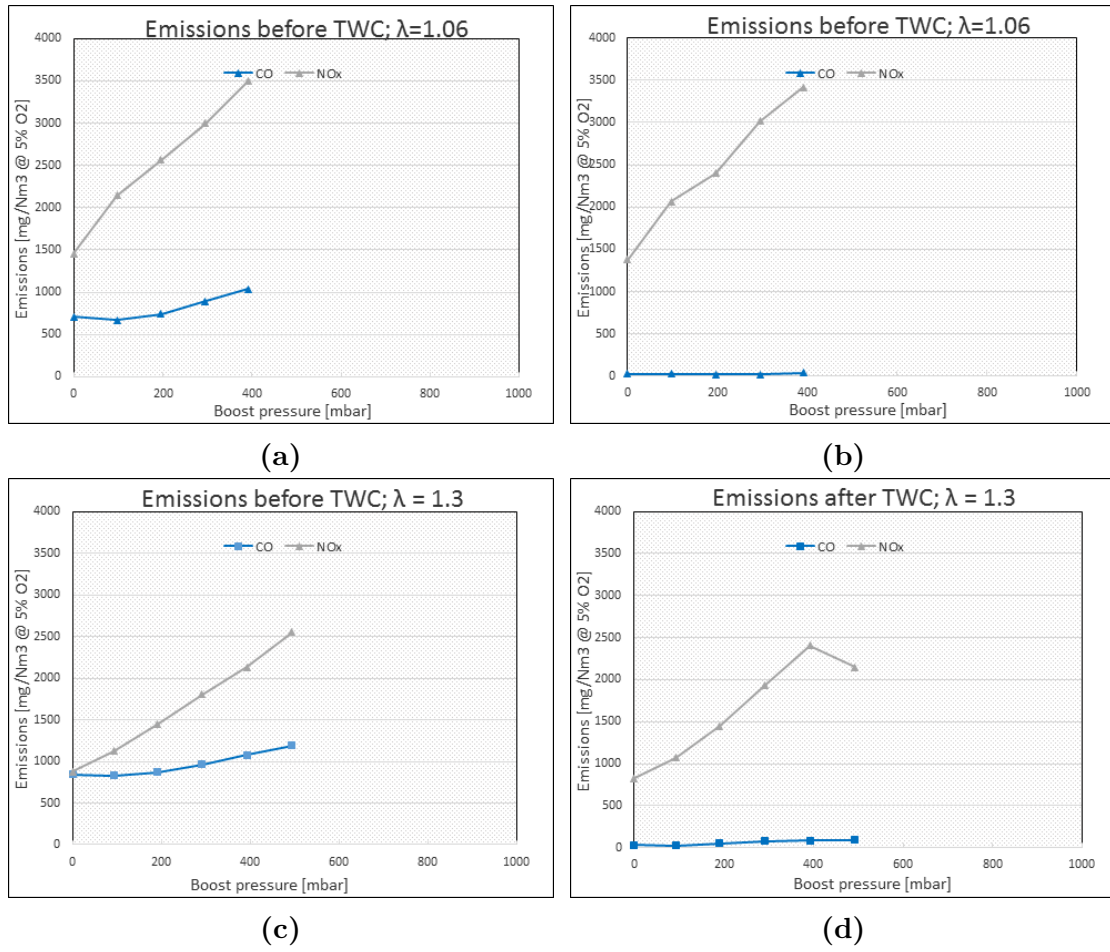 Emissions before TWC; λ=1.06
CO NOx
Emissions [mg/Nm3 @ 5% O2]
4000
3500
3000
2500
2000
1500
1000
500
0
0 200 400 600 800 1000
Boost pressure [mbar]
(a)
Emissions before TWC; λ=1.06
CO NOx
Emissions [mg/Nm3 @ 5% O2]
4000
3500
3000
2500
2000
1500
1000
500
0
0 200 400 600 800 1000
Boost pressure [mbar]
(b)
Emissions before TWC; λ = 1.3
CO NOx
Emissions [mg/Nm3 @ 5% O2]
4000
3500
3000
2500
2000
1500
1000
500
0
0 200 400 600 800 1000
Boost pressure [mbar]
(c)
Emissions after TWC; λ = 1.3
CO NOx
Emissions [mg/Nm3 @ 5% O2]
4000
3500
3000
2500
2000
1500
1000
500
0
0 200 400 600 800 1000
Boost pressure [mbar]
(d)